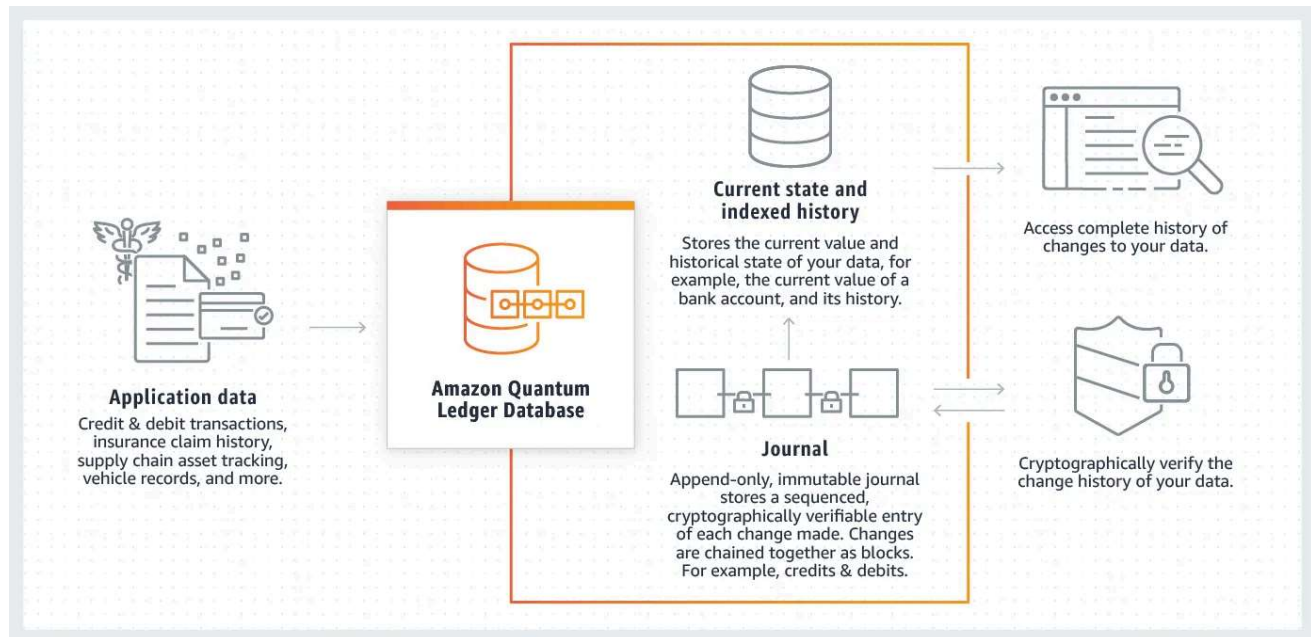 Application data
Credit & debit transactions,
insurance claim history,
supply chain asset tracking,
vehicle records, and more.
Amazon Quantum
Ledger Database
Current state and
indexed history
Stores the current value and
historical state of your data, for
example, the current value of a
bank account, and its history.
Journal
Append-only, immutable journal
stores a sequenced,
cryptographically verifiable entry
of each change made. Changes
are chained together as blocks.
For example, credits & debits.
Access complete history of
changes to your data.
Cryptographically verify the
change history of your data.